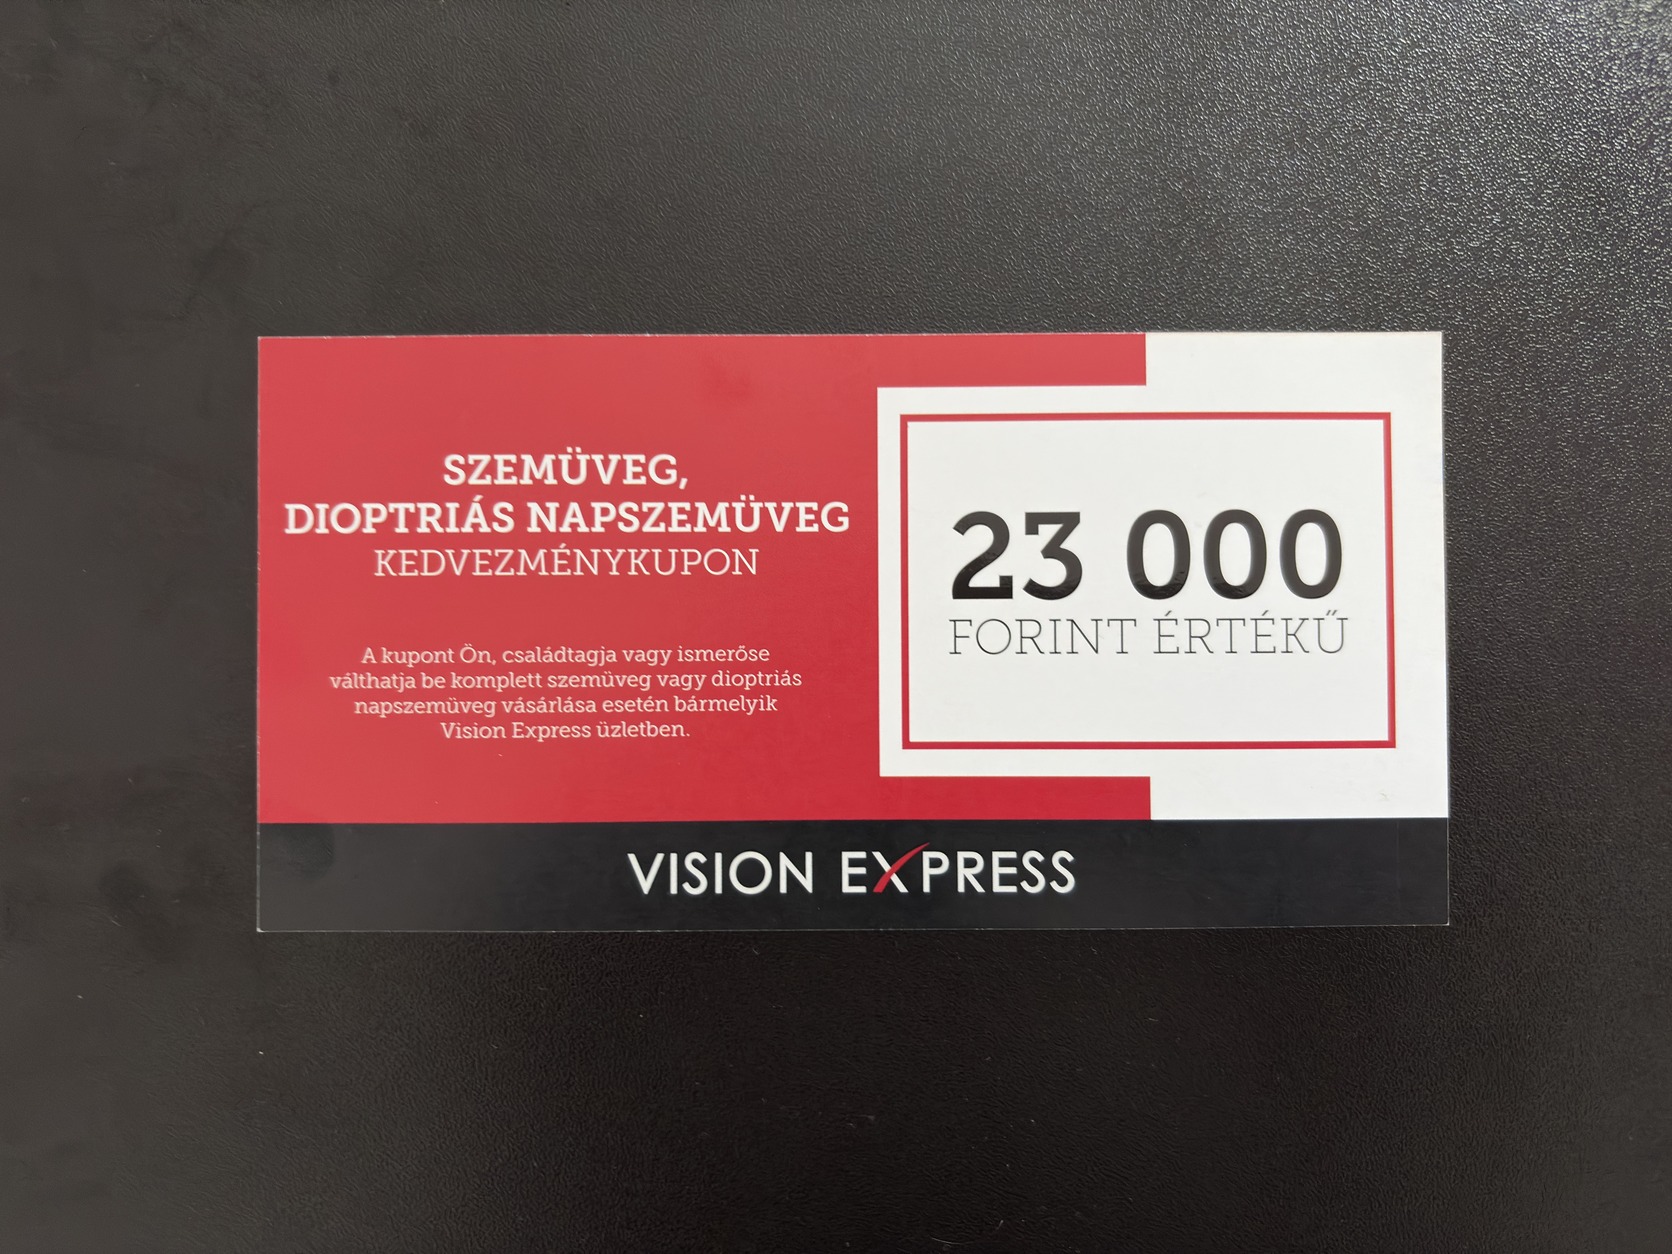 SZEMÜVEG,
DIOPTRIÁS NAPSZEMÜVEG
KEDVEZMÉNYKUPON
A kupont Ön, családtagja vagy ismerőse
válthatja be komplett szemüveg vagy dioptriás
napszemüveg vásárlása esetén bármelyik
Vision Express üzletben.
23 000
FORINT ÉRTÉKŰ
VISION EXPRESS